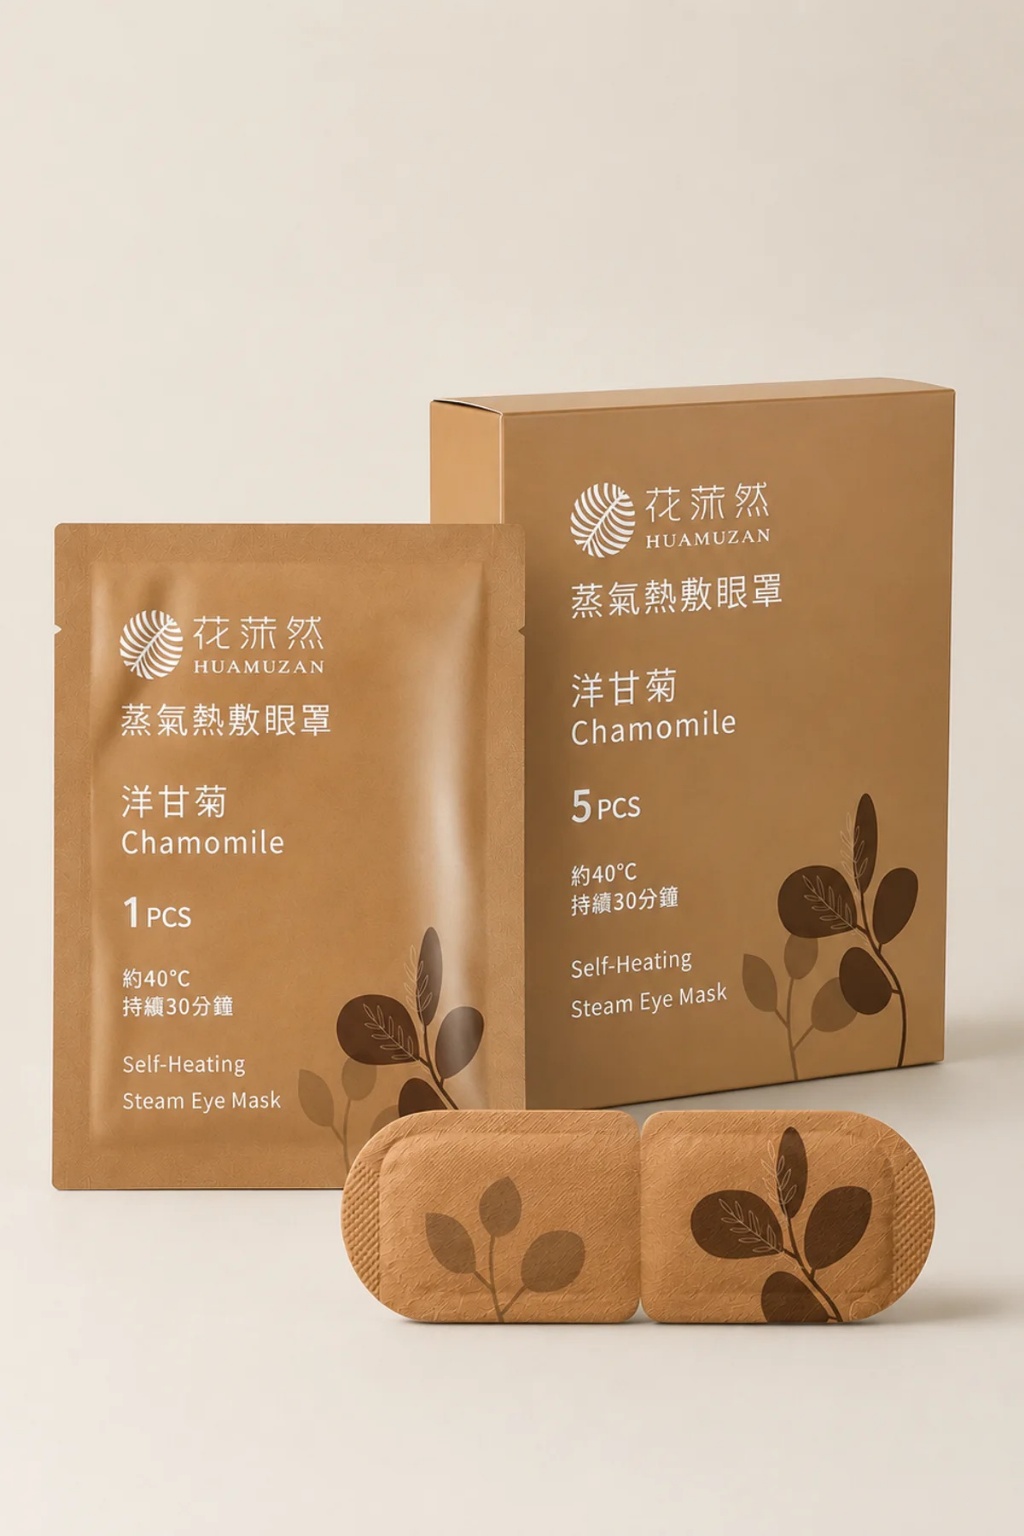 花蓅然
HUAMUZAN
蒸氣熱敷眼罩
洋甘菊
Chamomile
1 PCS
約40°C
持續30分鐘
Self-Heating
Steam Eye Mask
花蓅然
HUAMUZAN
蒸氣熱敷眼罩
洋甘菊
Chamomile
5 PCS
約40°C
持續30分鐘
Self-Heating
Steam Eye Mask